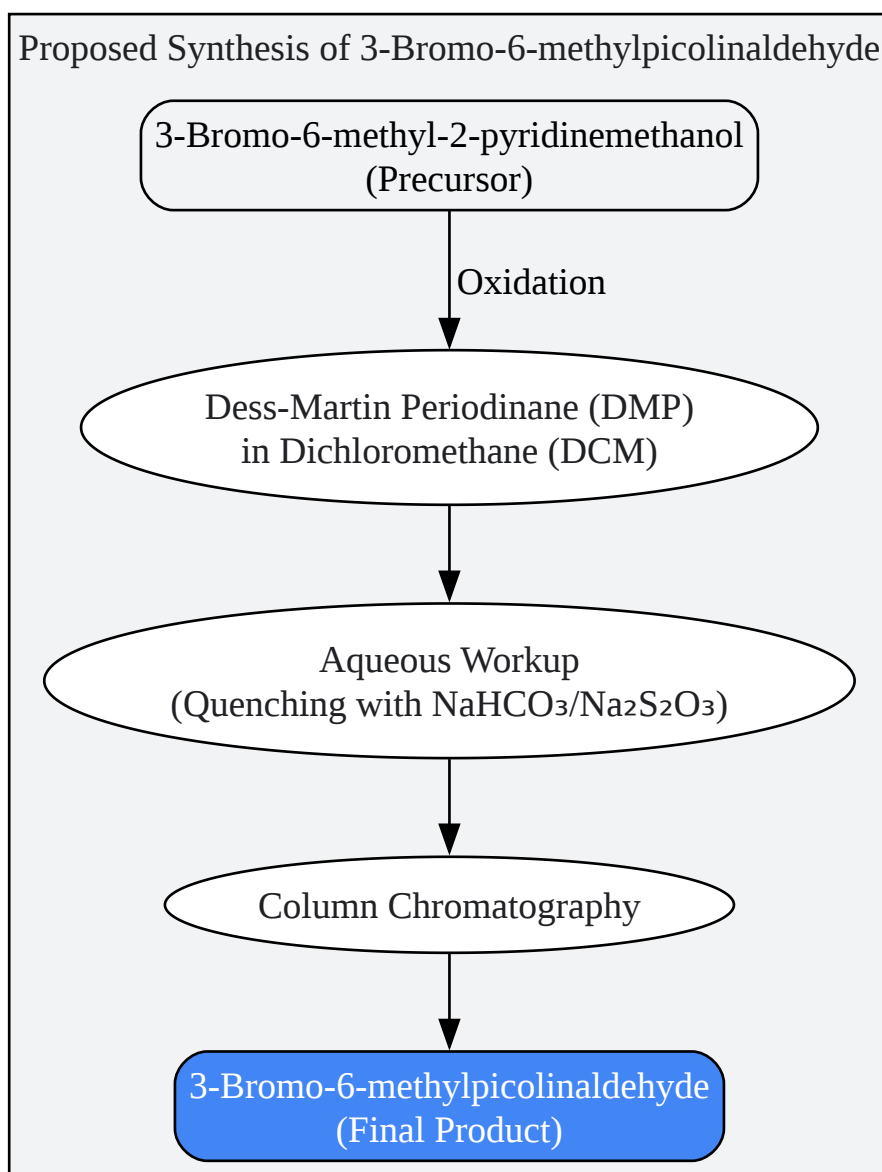 Proposed Synthesis of 3-Bromo-6-methylpicolinaldehyde
3-Bromo-6-methyl-2-pyridinemethanol
(Precursor)
Oxidation
Dess-Martin Periodinane (DMP)
in Dichloromethane (DCM)
Aqueous Workup
(Quenching with NaHCO₃/Na₂S₂O₃)
Column Chromatography
3-Bromo-6-methylpicolinaldehyde
(Final Product)